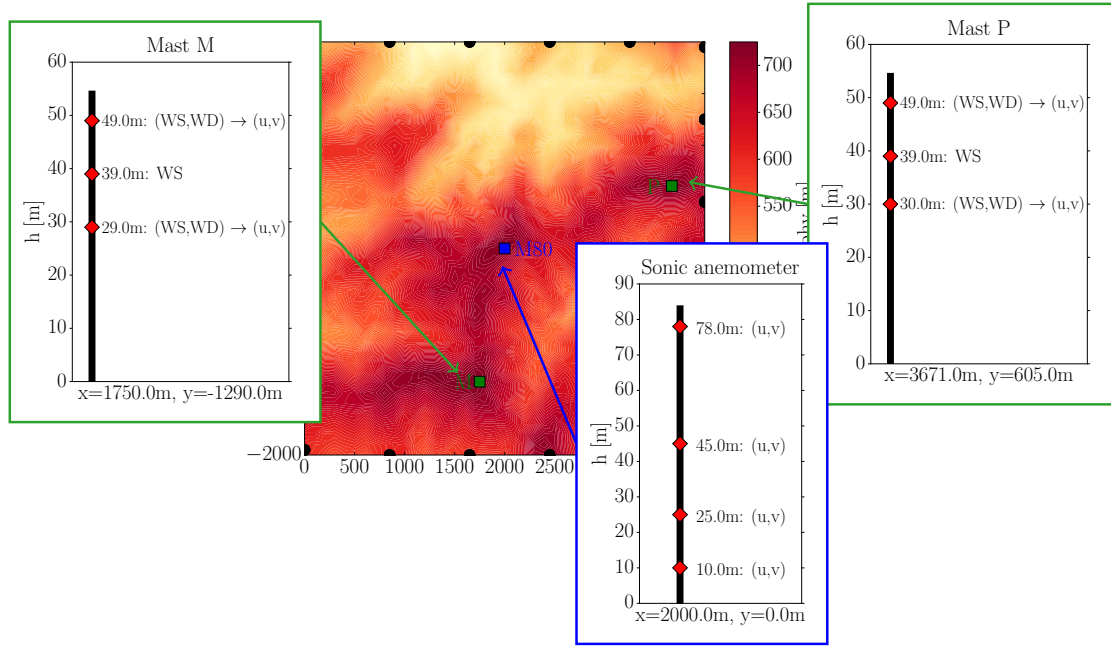 Mast M
60
50
40
30
20
10
0
h [m]
49.0m: (WS,WD) → (u,v)
39.0m: WS
29.0m: (WS,WD) → (u,v)
x=1750.0m, y=-1290.0m
Mast P
60
50
40
30
20
10
0
h [m]
49.0m: (WS,WD) → (u,v)
39.0m: WS
30.0m: (WS,WD) → (u,v)
x=3671.0m, y=605.0m
700
650
600
550
P
M80
M
−2000
0
500
1000
1500
2000
Sonic anemometer
90
80
70
60
50
40
30
20
10
0
h [m]
78.0m: (u,v)
45.0m: (u,v)
25.0m: (u,v)
10.0m: (u,v)
x=2000.0m, y=0.0m